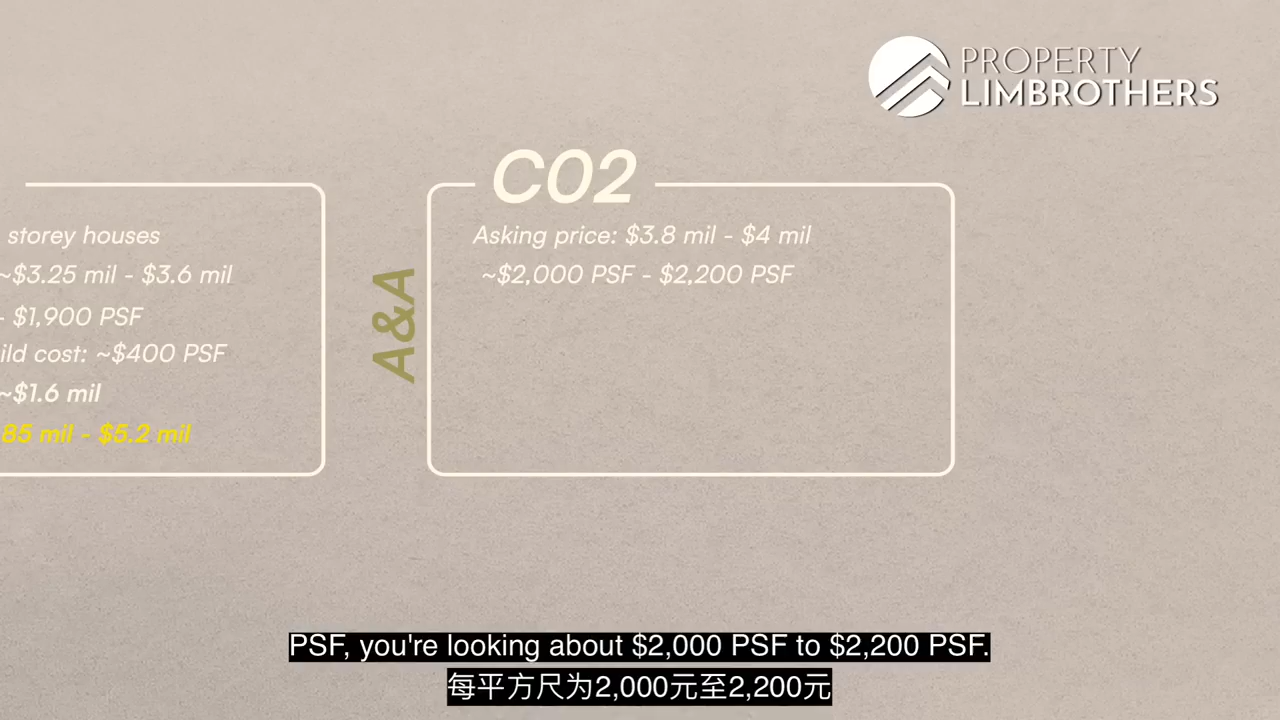 PROPERTY
LIMBROTHERS
storey houses
~$3.25 mil - $3.6 mil
- $1,900 PSF
ild cost: ~$400 PSF
~$1.6 mil
85 mil - $5.2 mil
A&A
CO2
Asking price: $3.8 mil - $4 mil
~$2,000 PSF - $2,200 PSF
PSF, you're looking about $2,000 PSF to $2,200 PSF.
每平方尺为2,000元至2,200元